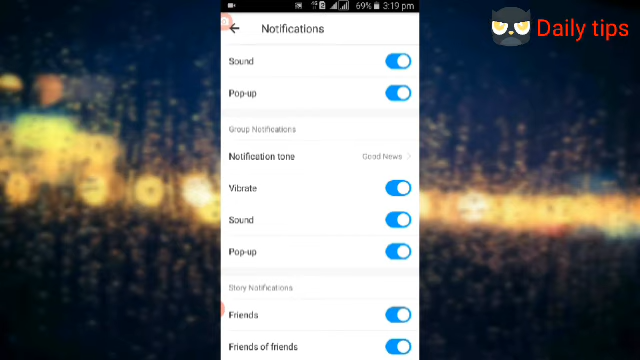 69% 3:19 pm
Notifications
Daily tips
Sound
Pop-up
Group Notifications
Notification tone Good News
Vibrate
Sound
Pop-up
Story Notifications
Friends
Friends of friends